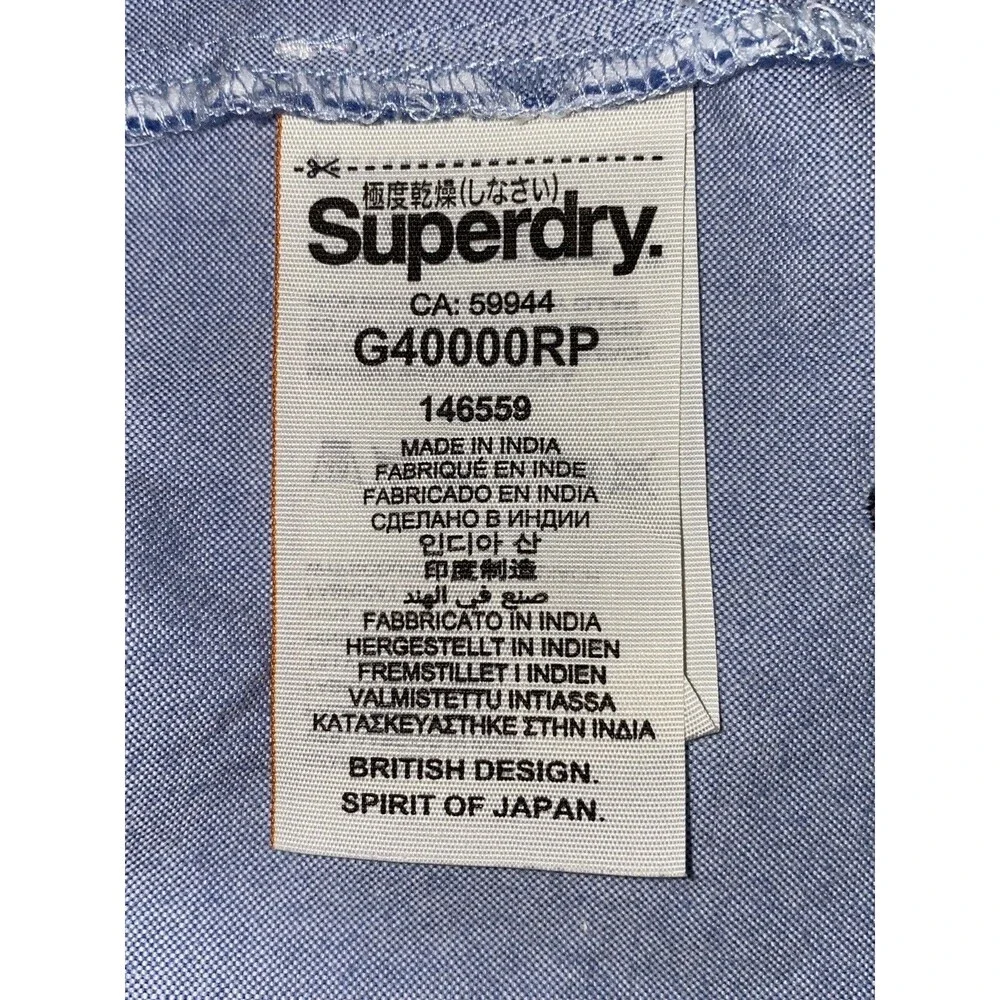 極度乾燥(しなさい)
Superdry.
CA: 59944
G40000RP
146559
MADE IN INDIA
FABRIQUÉ EN INDE
FABRICADO EN INDIA
СДЕЛАНО В ИНДИИ
인디아 산
印度制造
صنع في الهند
FABBRICATO IN INDIA
HERGESTELLT IN INDIEN
FREMSTILLET I INDIEN
VALMISTETTU INTIASSA
ΚΑΤΑΣΚΕΥΑΣΤΗΚΕ ΣΤΗΝ ΙΝΔΙΑ
BRITISH DESIGN.
SPIRIT OF JAPAN.